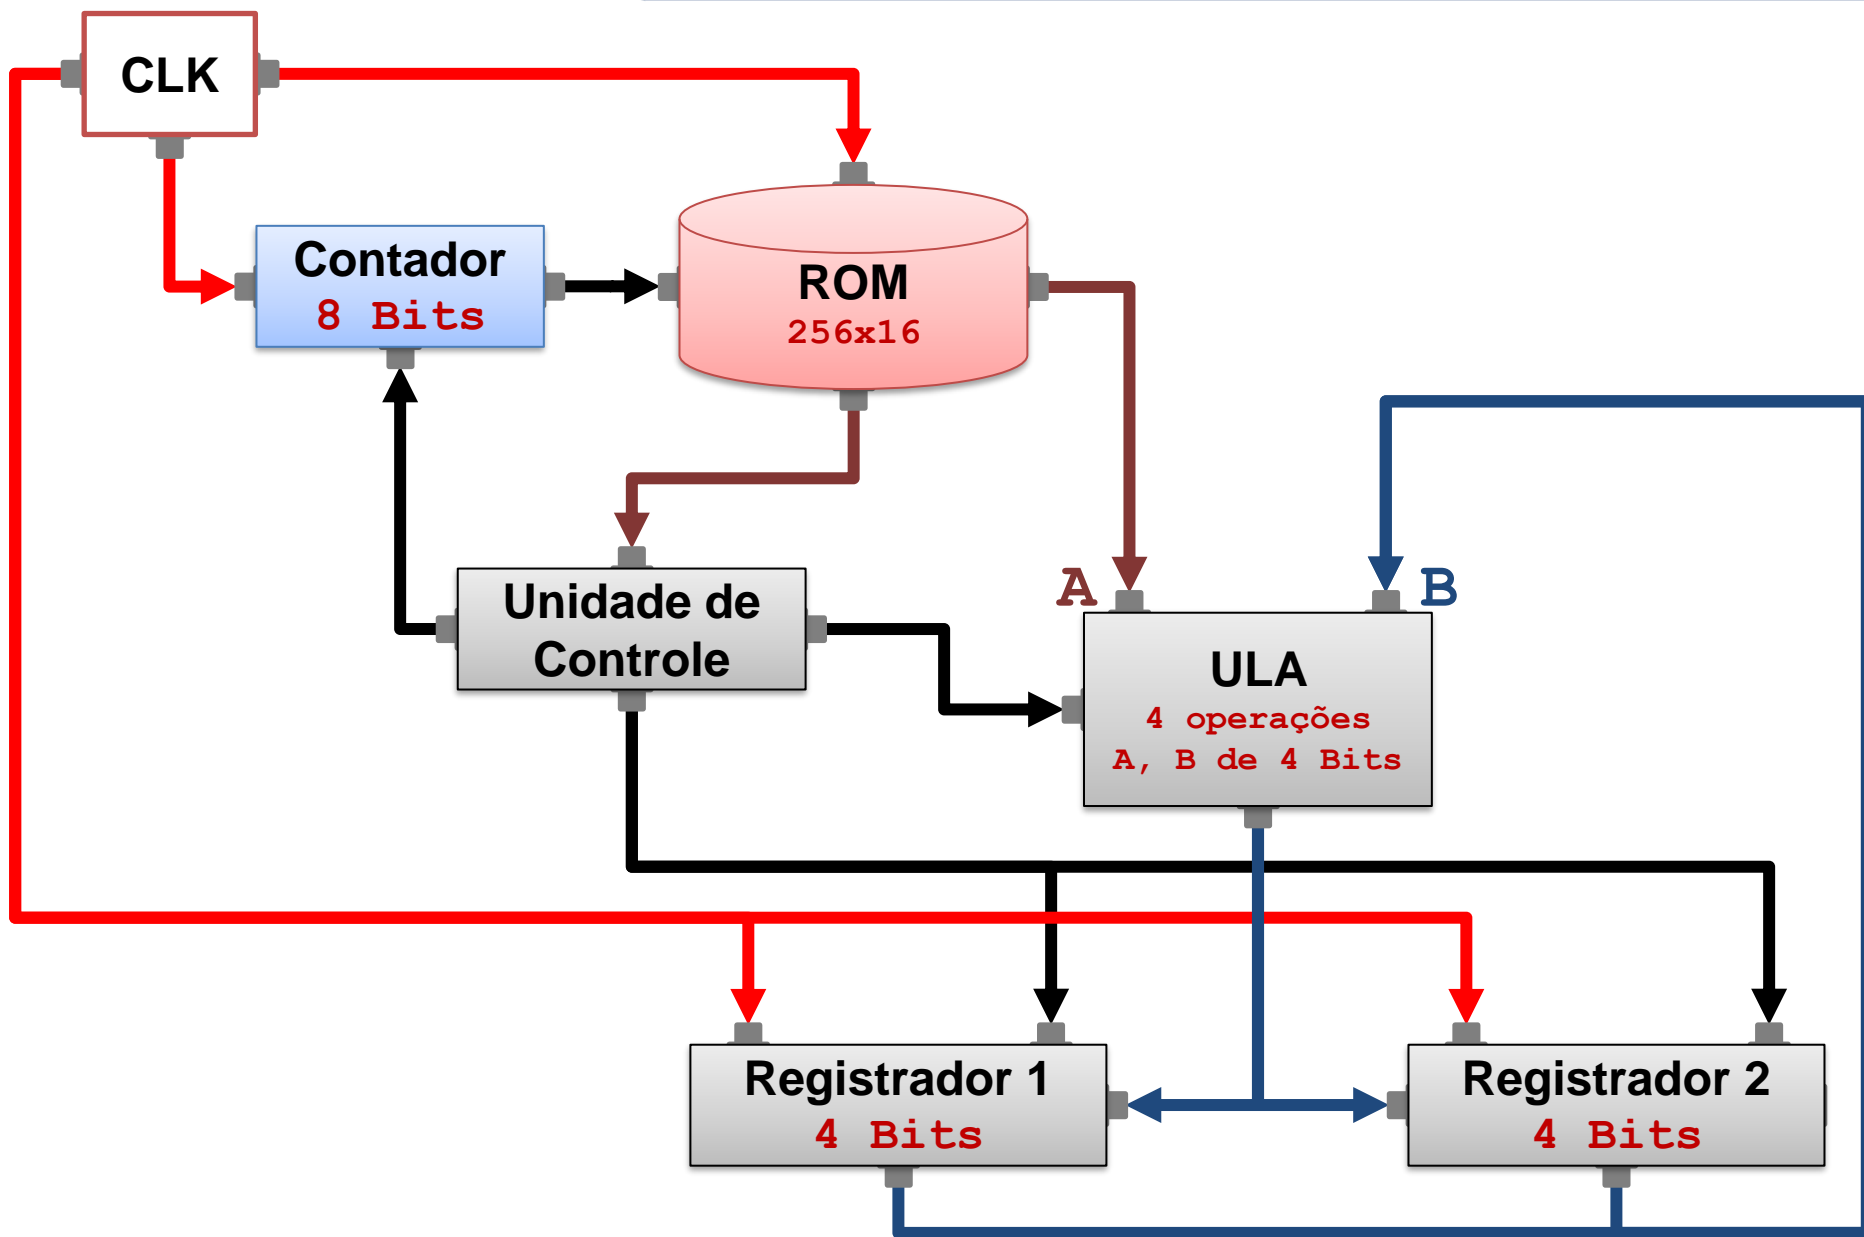 CLK
Contador
8 Bits
ROM
256x16
Unidade de
Controle
A
B
ULA
4 operações
A, B de 4 Bits
Registrador 1
4 Bits
Registrador 2
4 Bits